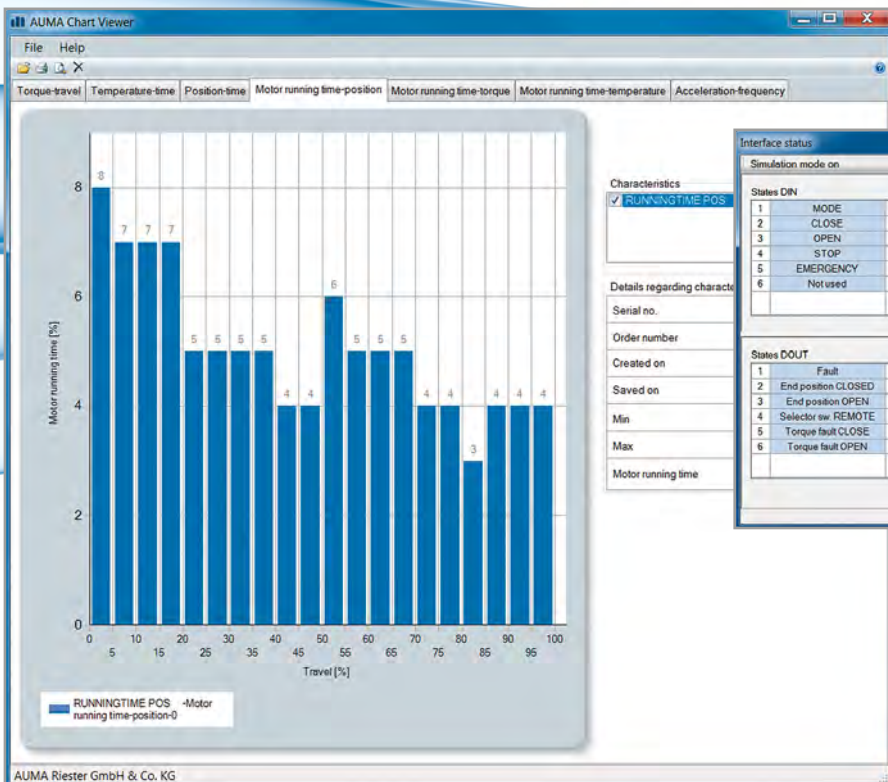 AUMA Chart Viewer
File Help
Torque-travel Temperature-time Position-time Motor running time-position Motor running time-torque Motor running time-temperature Acceleration-frequency
Motor running time [%]
8
6
4
2
0
8 7 7 7 5 5 5 5 4 4 6 5 5 5 4 4 3 4 4 4
0 10 20 30 40 50 60 70 80 90 100
5 15 25 35 45 55 65 75 85 95
Travel [%]
RUNNINGTIME POS -Motor
running time-position-0
Characteristics
RUNNINGTIME POS
Details regarding characte
Serial no.
Order number
Created on
Saved on
Min
Max
Motor running time
Interface status
Simulation mode on
States DIN
1 MODE
2 CLOSE
3 OPEN
4 STOP
5 EMERGENCY
6 Not used
States DOUT
1 Fault
2 End position CLOSED
3 End position OPEN
4 Selector sw. REMOTE
5 Torque fault CLOSE
6 Torque fault OPEN
AUMA Riester GmbH & Co. KG